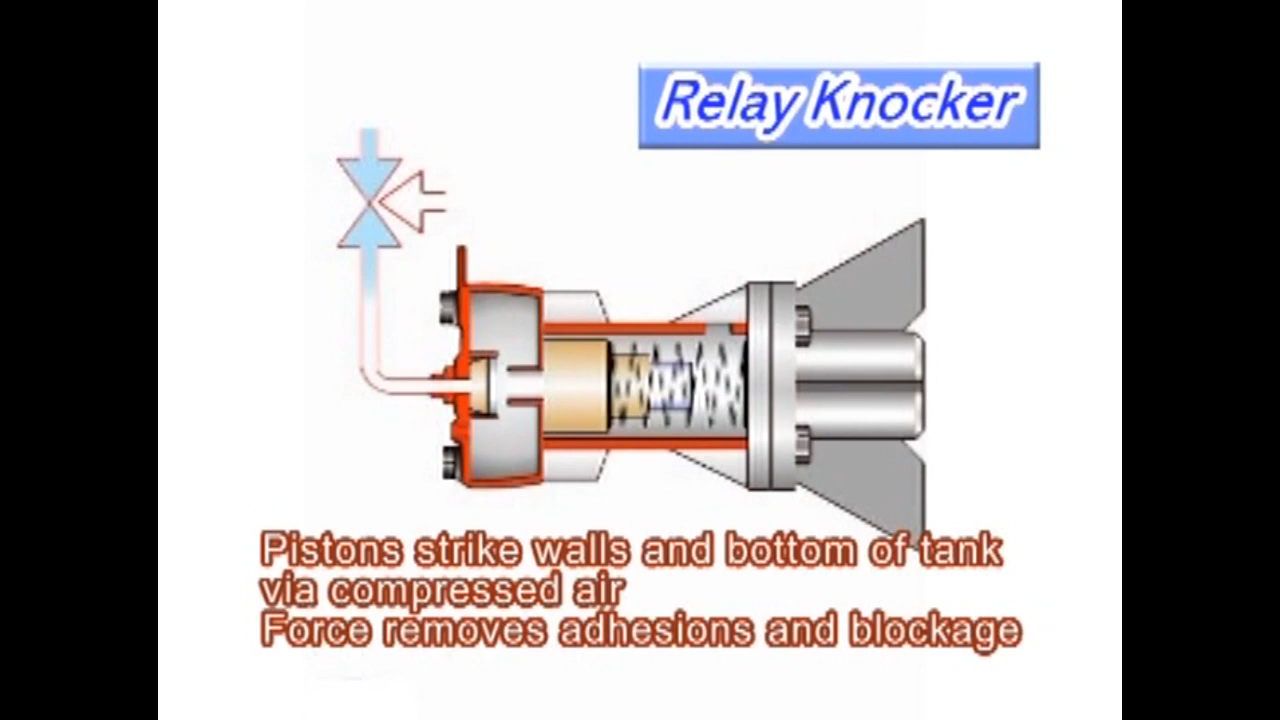 Relay Knocker
Pistons strike walls and bottom of tank
via compressed air
Force removes adhesions and blockage